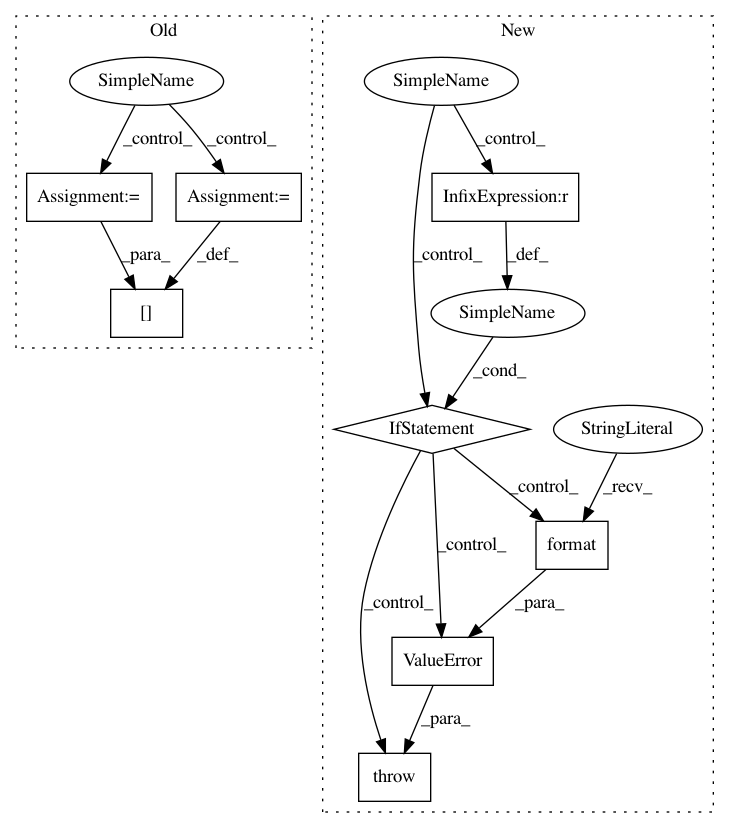 Old
New
SimpleName
SimpleName
_control_
_control_
_control_
Assignment:=
Assignment:=
InfixExpression:r
_control_
_para_
_def_
_def_
[]
SimpleName
_cond_
IfStatement
StringLiteral
_control_
_recv_
_control_
format
_control_
_para_
ValueError
_para_
throw